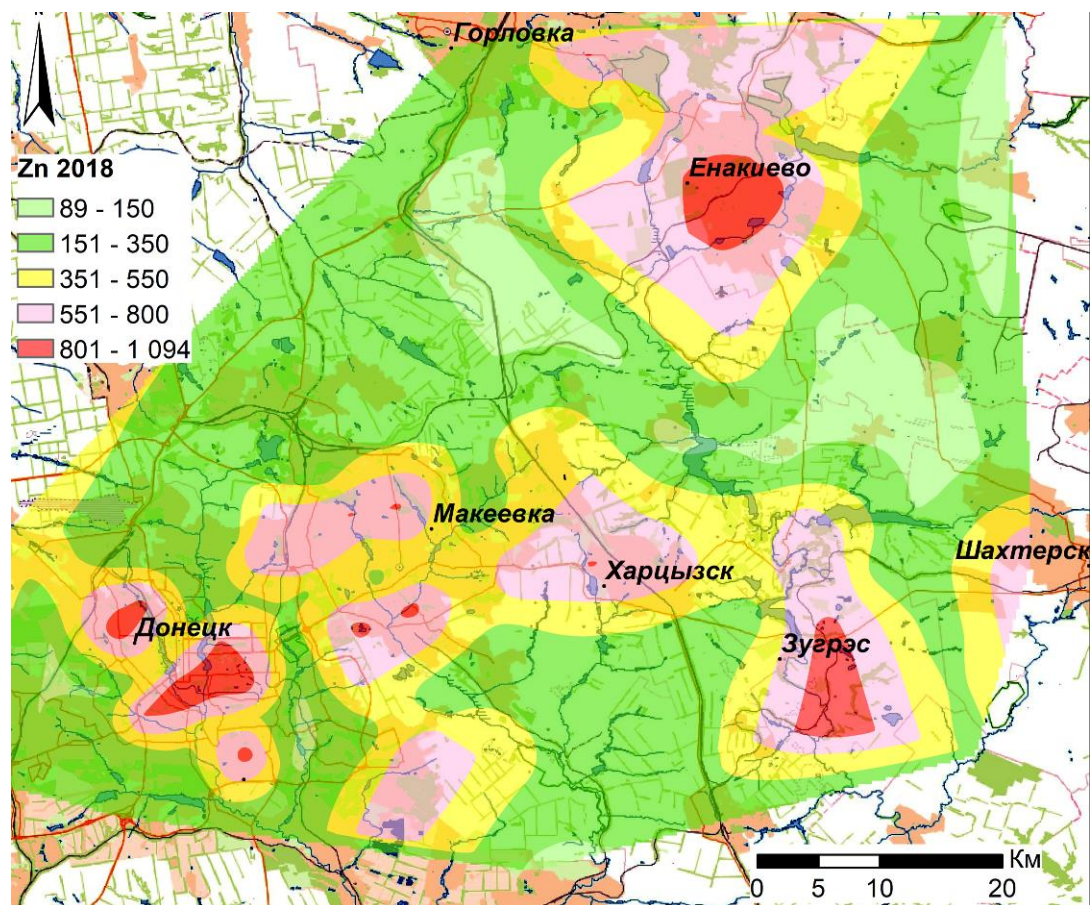 Горловка
Zn 2018
89 - 150
151 - 350
351 - 550
551 - 800
801 - 1 094
Енакиево
Макеевка
Харцызск
Шахтерск
Донецк
Зугрэс
Км
0 5 10 20